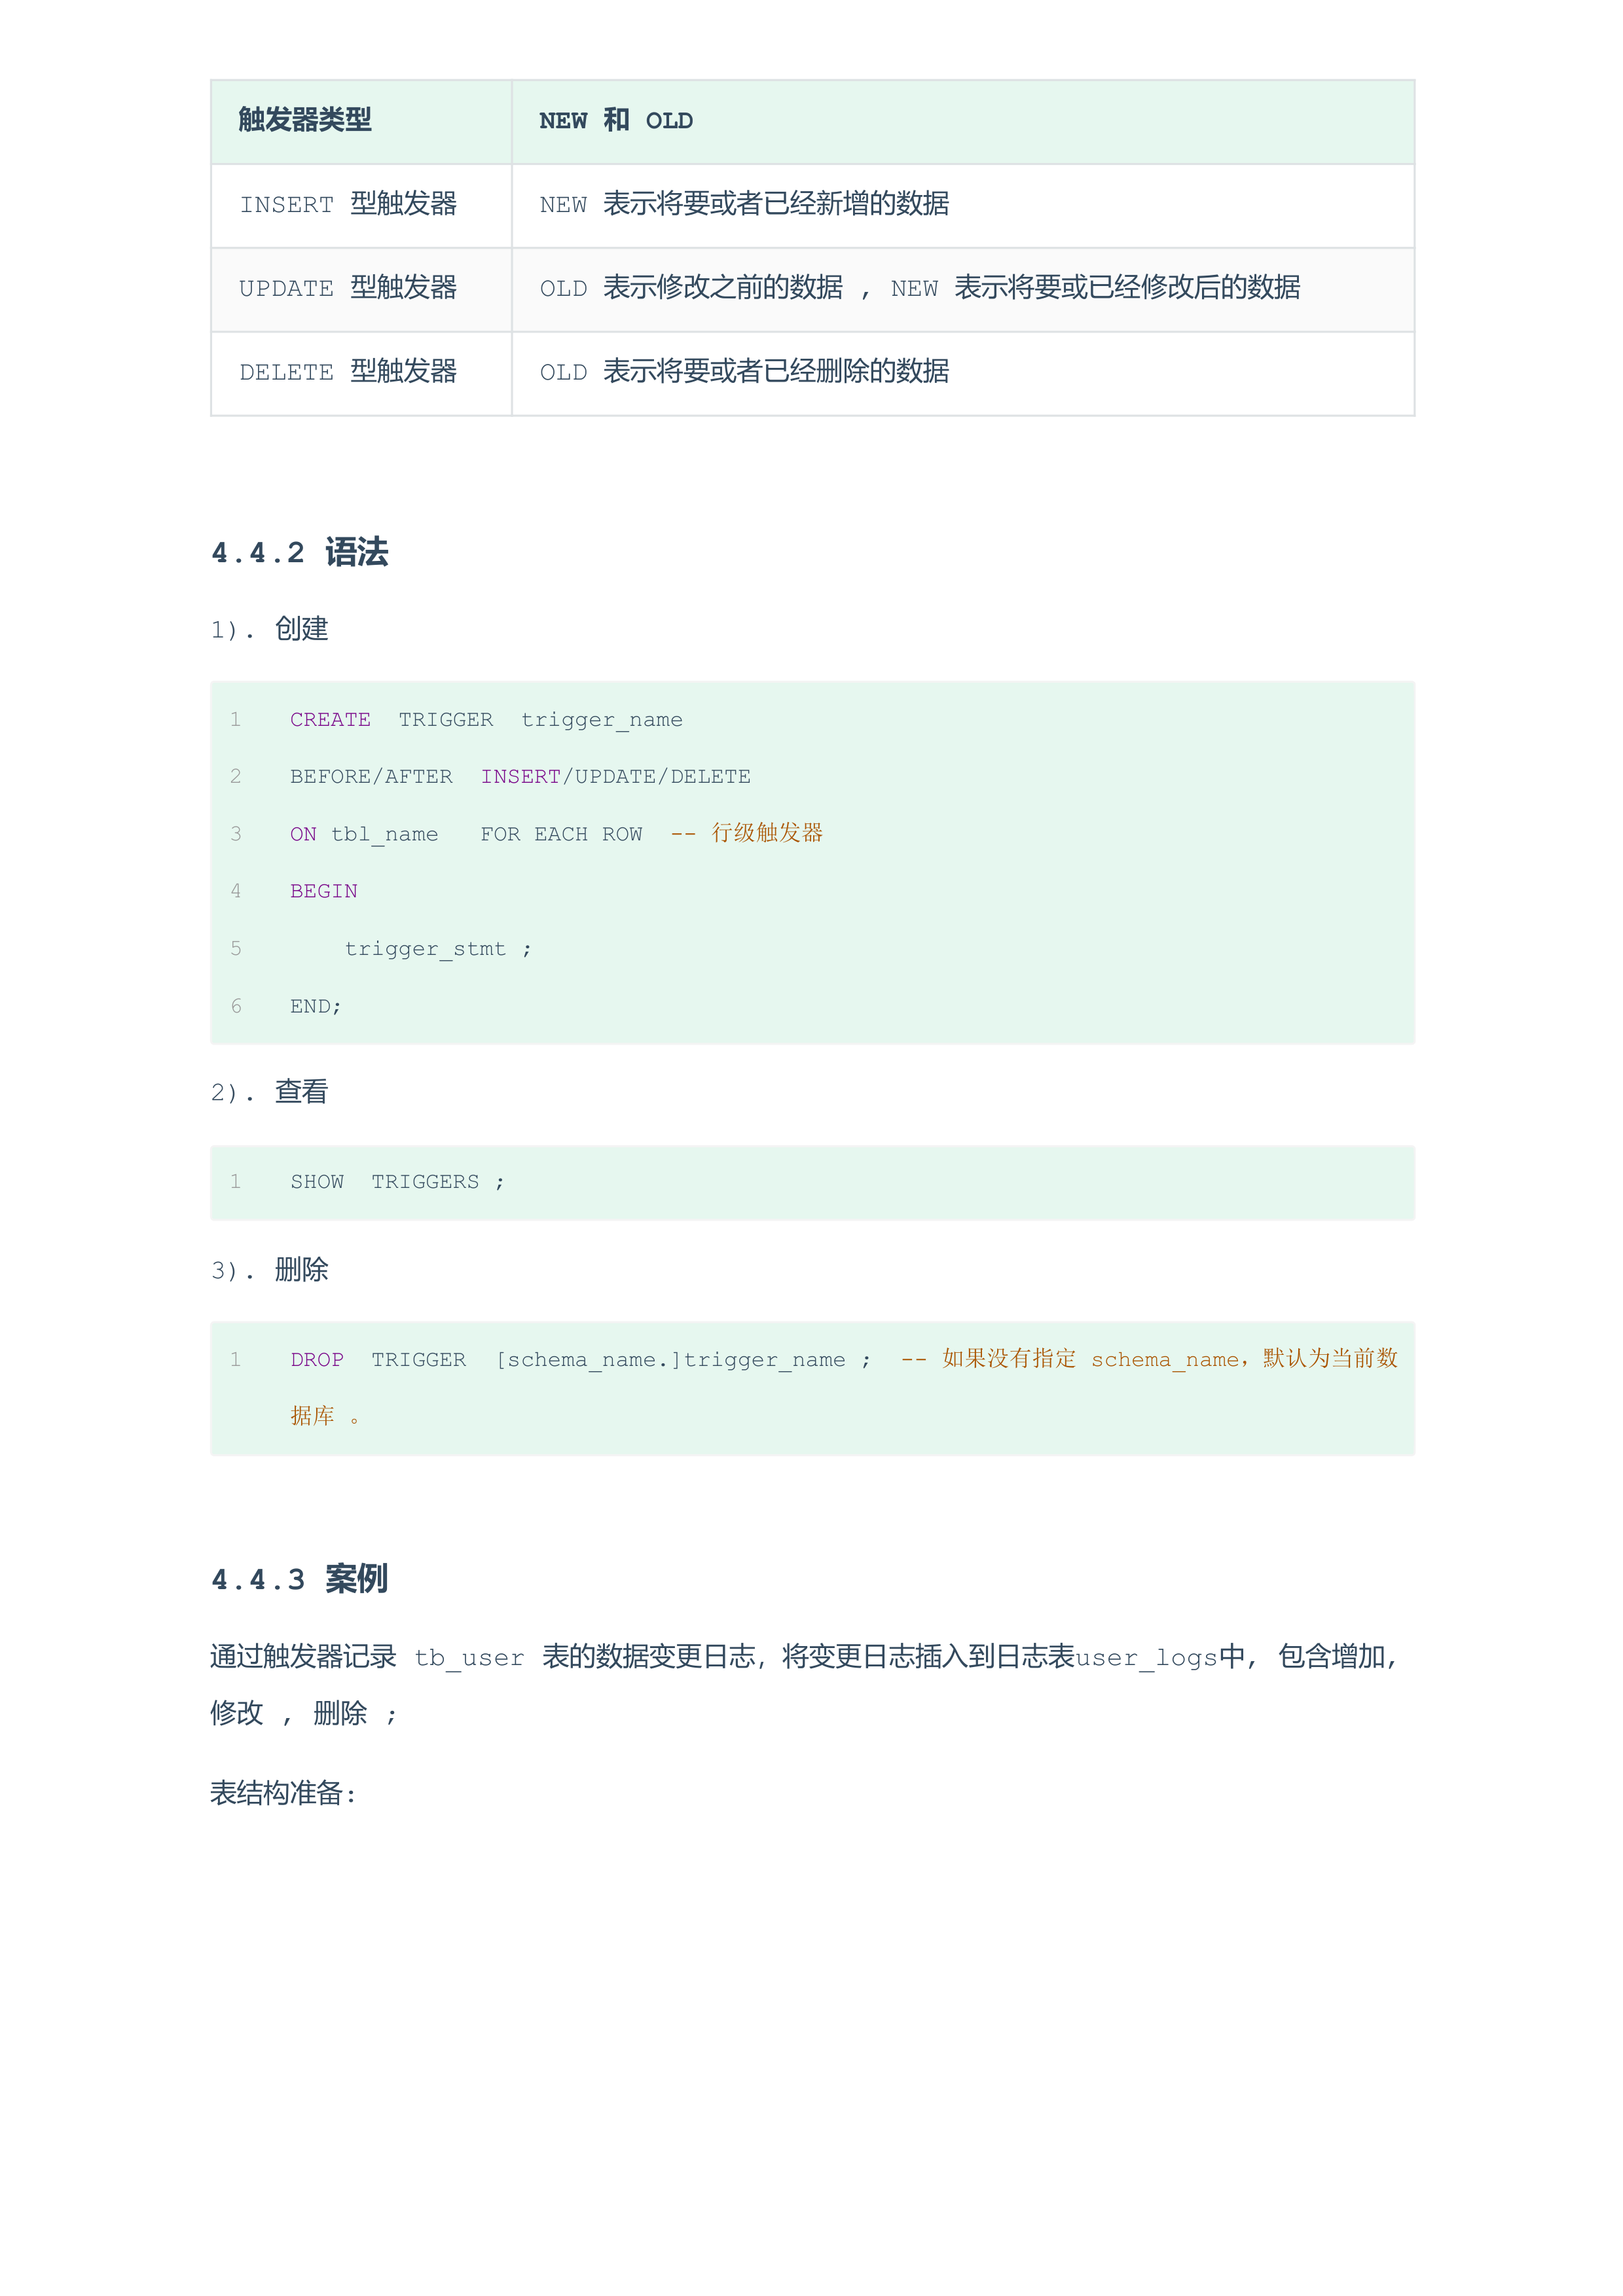 触发器类型 NEW 和 OLD
INSERT 型触发器 NEW 表示将要或者已经新增的数据
UPDATE 型触发器 OLD 表示修改之前的数据 , NEW 表示将要或已经修改后的数据
DELETE 型触发器 OLD 表示将要或者已经删除的数据
4.4.2 语法
1). 创建
1 CREATE  TRIGGER  trigger_name
2 BEFORE/AFTER  INSERT/UPDATE/DELETE
3 ON tbl_name   FOR EACH ROW  -- 行级触发器
4 BEGIN
5     trigger_stmt ;
6 END;
2). 查看
1 SHOW  TRIGGERS ;
3). 删除
1 DROP  TRIGGER  [schema_name.]trigger_name ;  -- 如果没有指定 schema_name，默认为当前数
据库 。
4.4.3 案例
通过触发器记录 tb_user 表的数据变更日志，将变更日志插入到日志表user_logs中, 包含增加,
修改 , 删除 ;
表结构准备: